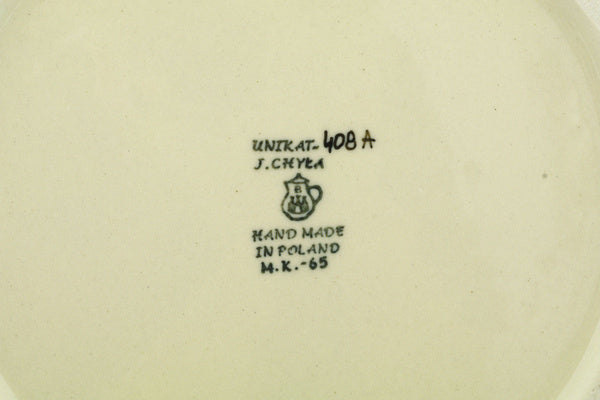 UNIKAT-408A
J. CHYŁA
B
HAND MADE
IN POLAND
M.K.-65